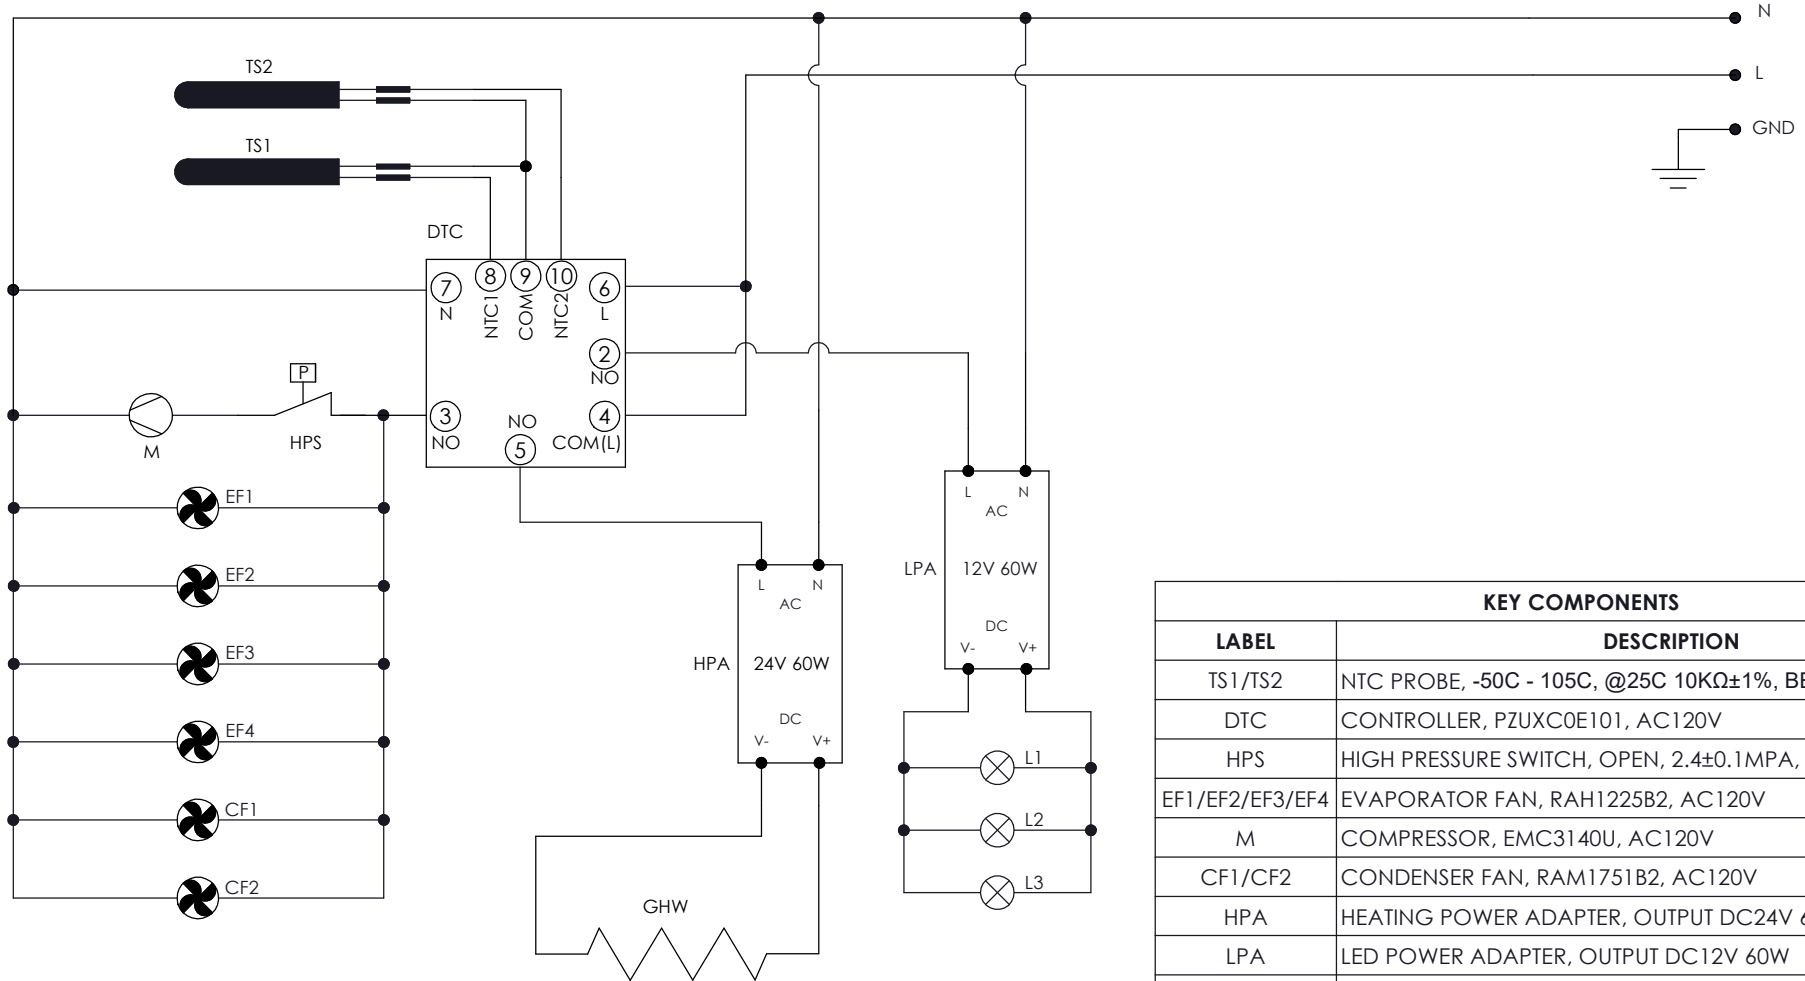 N
L
GND
TS2
TS1
DTC
7
N
8
NTC1
9
COM
10
NTC2
6
L
2
NO
3
NO
NO
5
4
COM(L)
P
M
HPS
EF1
EF2
EF3
EF4
CF1
CF2
L N
AC
HPA 24V 60W
DC
V- V+
GHW
L N
AC
LPA 12V 60W
DC
V- V+
L1
L2
L3
KEY COMPONENTS
LABEL DESCRIPTION
TS1/TS2 NTC PROBE, -50C - 105C, @25C 10KΩ±1%,
DTC CONTROLLER, PZUXC0E101, AC120V
HPS HIGH PRESSURE SWITCH, OPEN, 2.4±0.1MPA,
EF1/EF2/EF3/EF4 EVAPORATOR FAN, RAH1225B2, AC120V
M COMPRESSOR, EMC3140U, AC120V
CF1/CF2 CONDENSER FAN, RAM1751B2, AC120V
HPA HEATING POWER ADAPTER, OUTPUT DC24V
LPA LED POWER ADAPTER, OUTPUT DC12V 60W